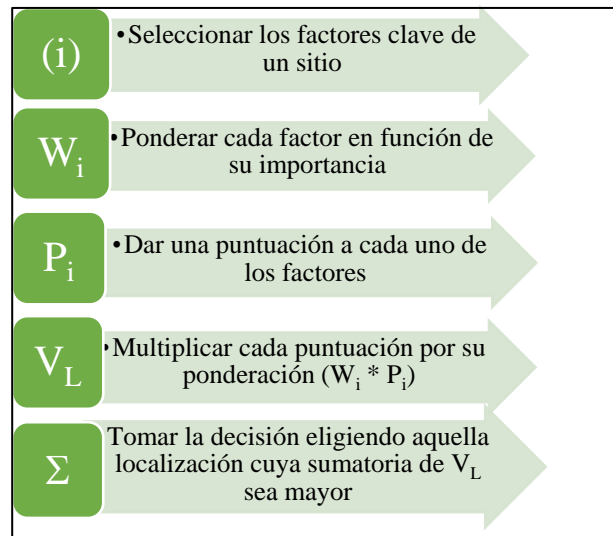 (i)
•Seleccionar los factores clave de
un sitio
Wi
•Ponderar cada factor en función de
su importancia
Pi
•Dar una puntuación a cada uno de
los factores
VL
•Multiplicar cada puntuación por su
ponderación (Wi * Pi)
Σ
Tomar la decisión eligiendo aquella
localización cuya sumatoria de VL
sea mayor